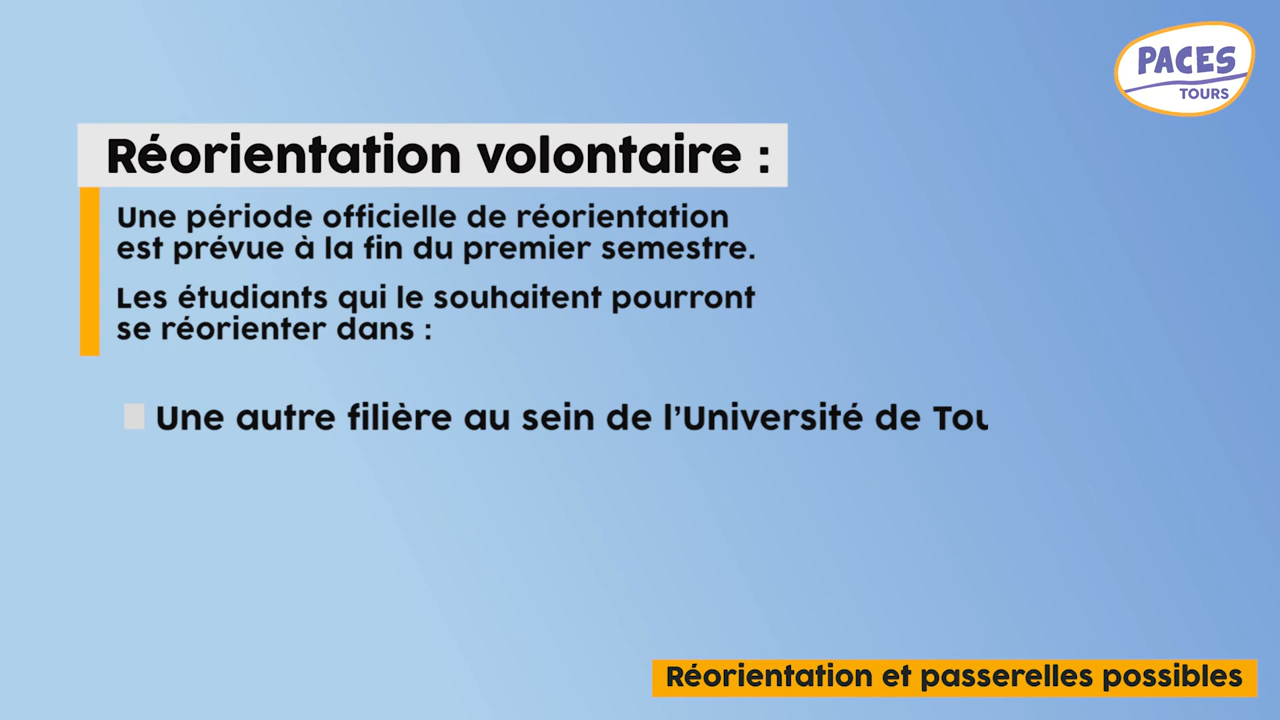 PACES
TOURS
Réorientation volontaire :
Une période officielle de réorientation
est prévue à la fin du premier semestre.
Les étudiants qui le souhaitent pourront
se réorienter dans :
Une autre filière au sein de l'Université de
Réorientation et passerelles possibles